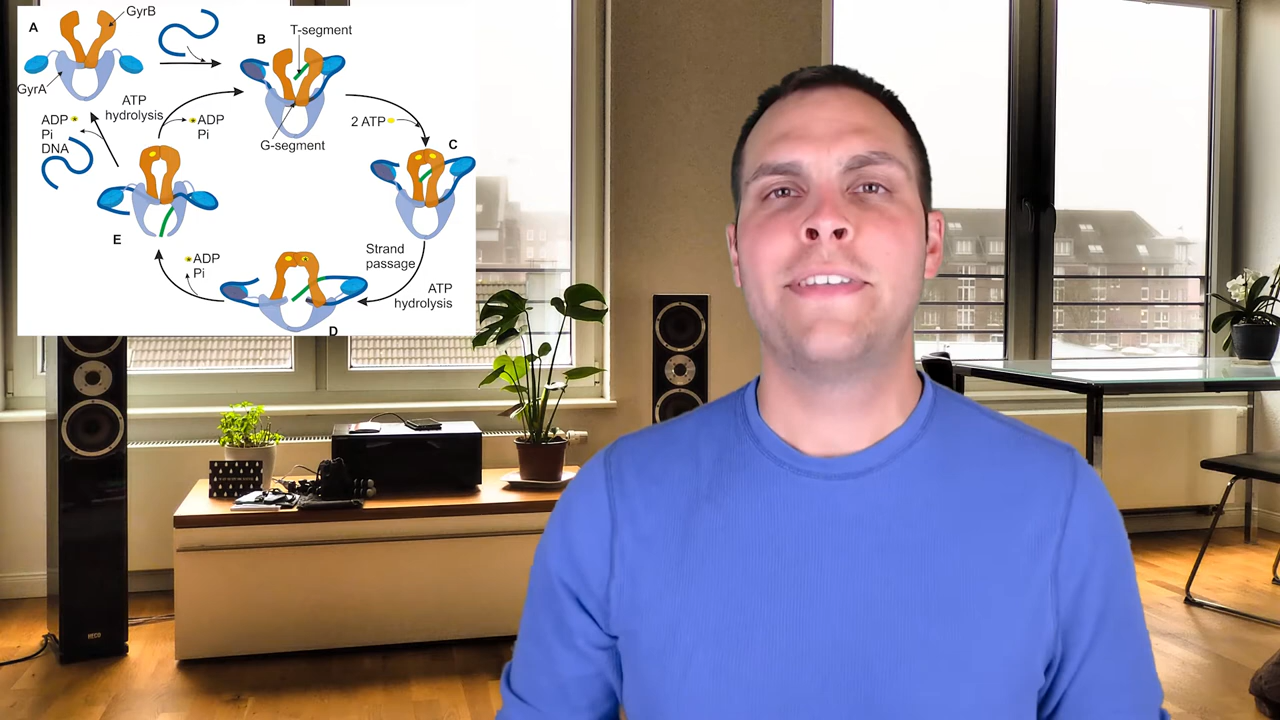 A
GyrB
GyrA
B
T-segment
G-segment
2 ATP
C
Strand
passage
ATP
hydrolysis
D
ADP
Pi
E
ADP
Pi
DNA
ATP
hydrolysis
ADP
Pi
HECO